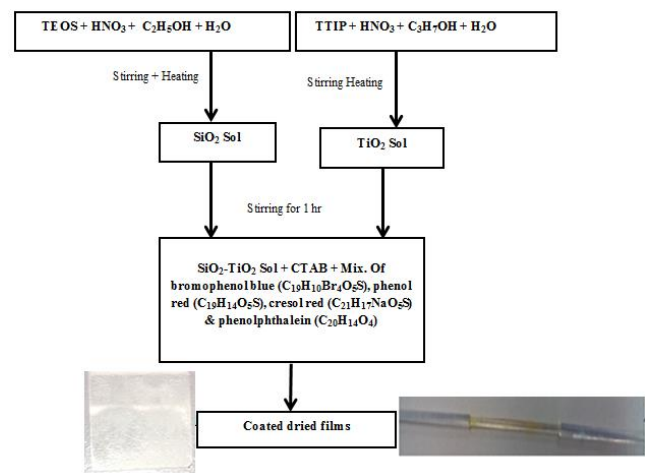 TEOS + HNO₃ + C₂H₅OH + H₂O
TTIP + HNO₃ + C₃H₇OH + H₂O
Stirring + Heating
Stirring Heating
SiO₂ Sol
TiO₂ Sol
Stirring for 1 hr
SiO₂-TiO₂ Sol + CTAB + Mix. Of
bromophenol blue (C₁₉H₁₀Br₄O₅S), phenol
red (C₁₉H₁₄O₅S), cresol red (C₂₁H₁₇NaO₅S)
& phenolphthalein (C₂₀H₁₄O₄)
Coated dried films